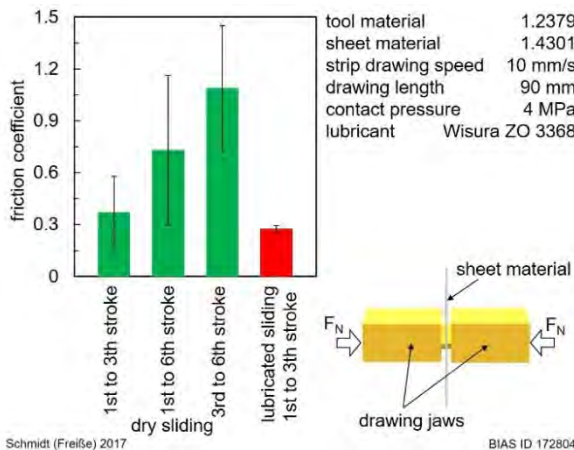 1.5
1.2
0.9
0.6
0.3
0
friction coefficient
1st to 3th stroke
1st to 6th stroke
3rd to 6th stroke
lubricated sliding
1st to 3th stroke
dry sliding
tool material 1.2379
sheet material 1.4301
strip drawing speed 10 mm/s
drawing length 90 mm
contact pressure 4 MPa
lubricant Wisura ZO 3368
sheet material
F_N
F_N
drawing jaws
Schmidt (Freiße) 2017
BIAS ID 172804